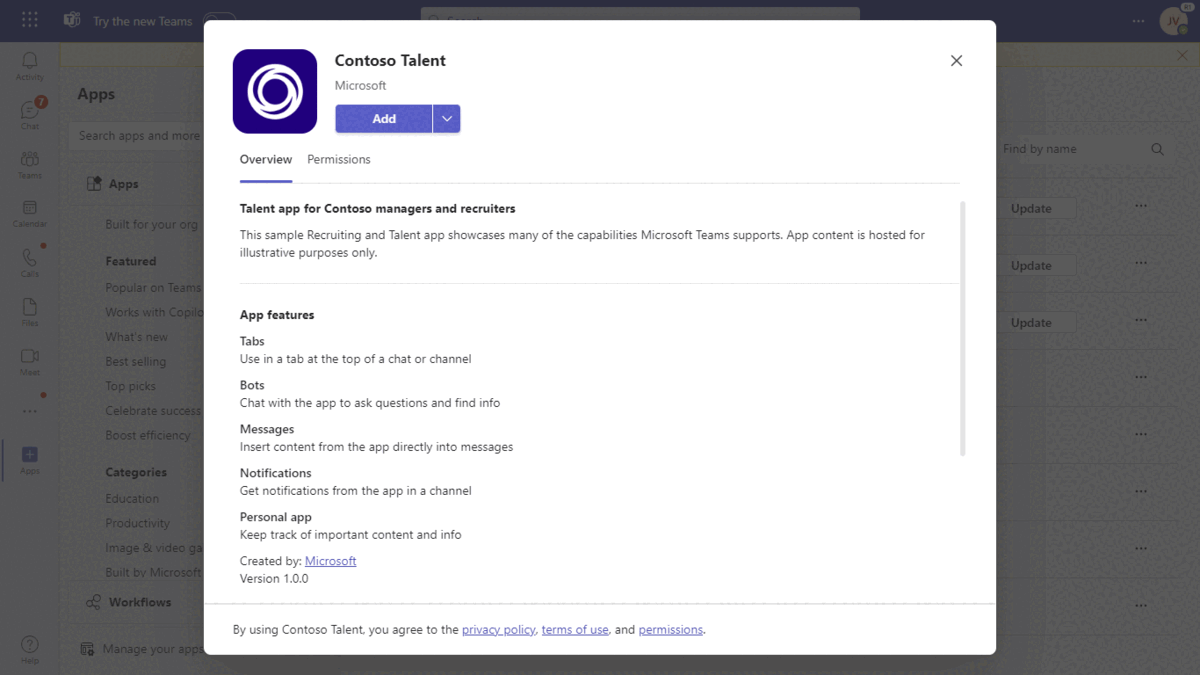 Try the new Teams
Search
JV
Activity
7
Chat
Teams
Calendar
Calls
Files
Meet
Apps
Help
Apps
Search apps and more
Apps
Built for your org
Featured
Popular on Teams
Works with Copilo
What's new
Best selling
Top picks
Celebrate success
Boost efficiency
Categories
Education
Productivity
Image & video ga
Built by Microsoft
Workflows
Manage your apps
Contoso Talent
Microsoft
Add
Overview Permissions
Talent app for Contoso managers and recruiters
This sample Recruiting and Talent app showcases many of the capabilities Microsoft Teams supports. App content is hosted for
illustrative purposes only.
App features
Tabs
Use in a tab at the top of a chat or channel
Bots
Chat with the app to ask questions and find info
Messages
Insert content from the app directly into messages
Notifications
Get notifications from the app in a channel
Personal app
Keep track of important content and info
Created by: Microsoft
Version 1.0.0
By using Contoso Talent, you agree to the privacy policy, terms of use, and permissions.
Find by name
Update
Update
Update